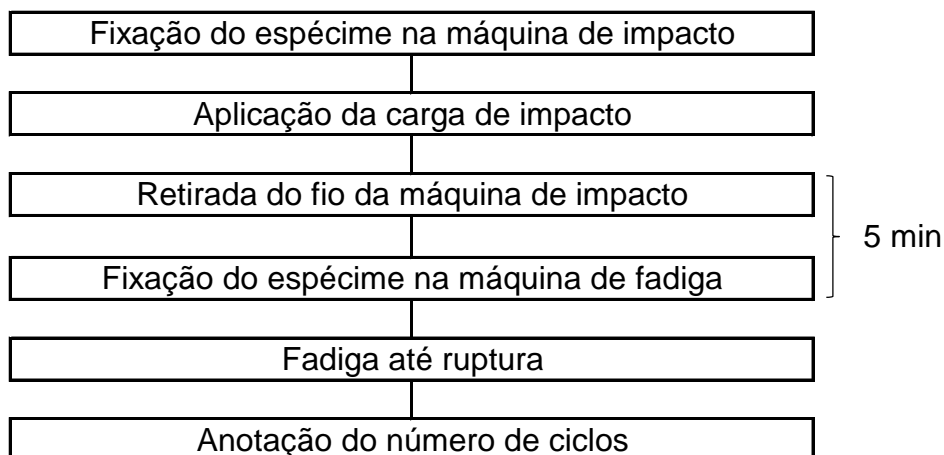 Fixação do espécime na máquina de impacto
Aplicação da carga de impacto
Retirada do fio da máquina de impacto
5 min
Fixação do espécime na máquina de fadiga
Fadiga até ruptura
Anotação do número de ciclos